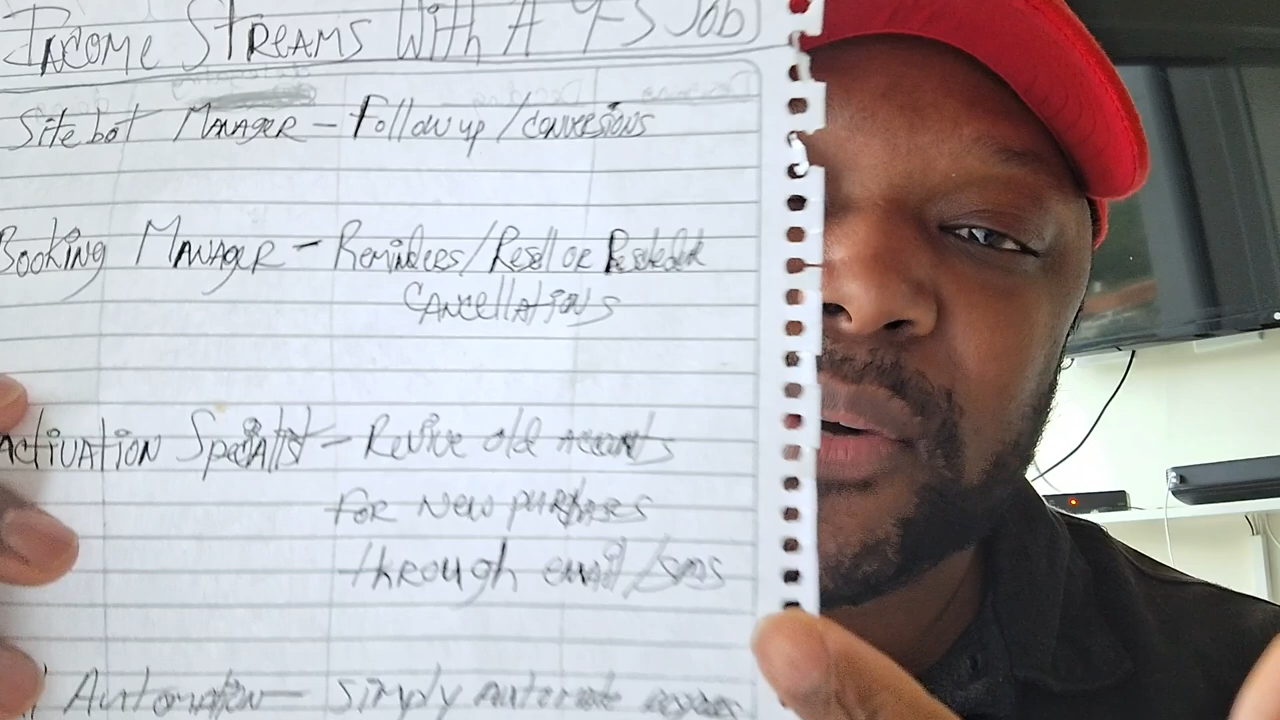 Income Streams With A 9-5 Job
Sitebot Manager - Follow up / conversions
Booking Manager - Reminders/Resell or
Cancellations
activation Specialist - Revive old accounts
for new purchases
through email/sms
Automation - Simply automate